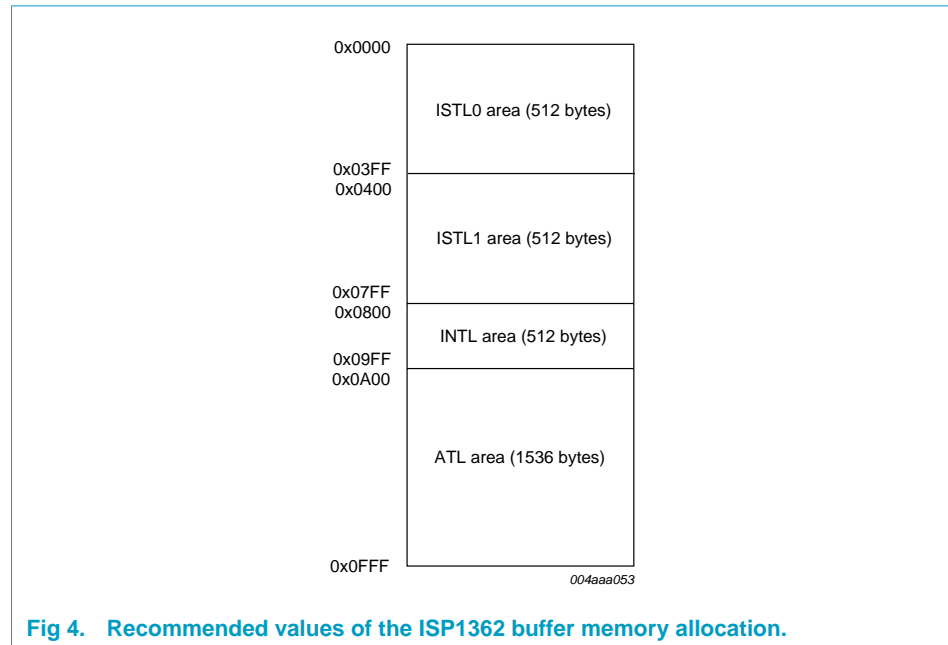 0x0000
ISTL0 area (512 bytes)
0x03FF
0x0400
ISTL1 area (512 bytes)
0x07FF
0x0800
INTL area (512 bytes)
0x09FF
0x0A00
ATL area (1536 bytes)
0x0FFF
004aaa053
Fig 4. Recommended values of the ISP1362 buffer memory allocation.